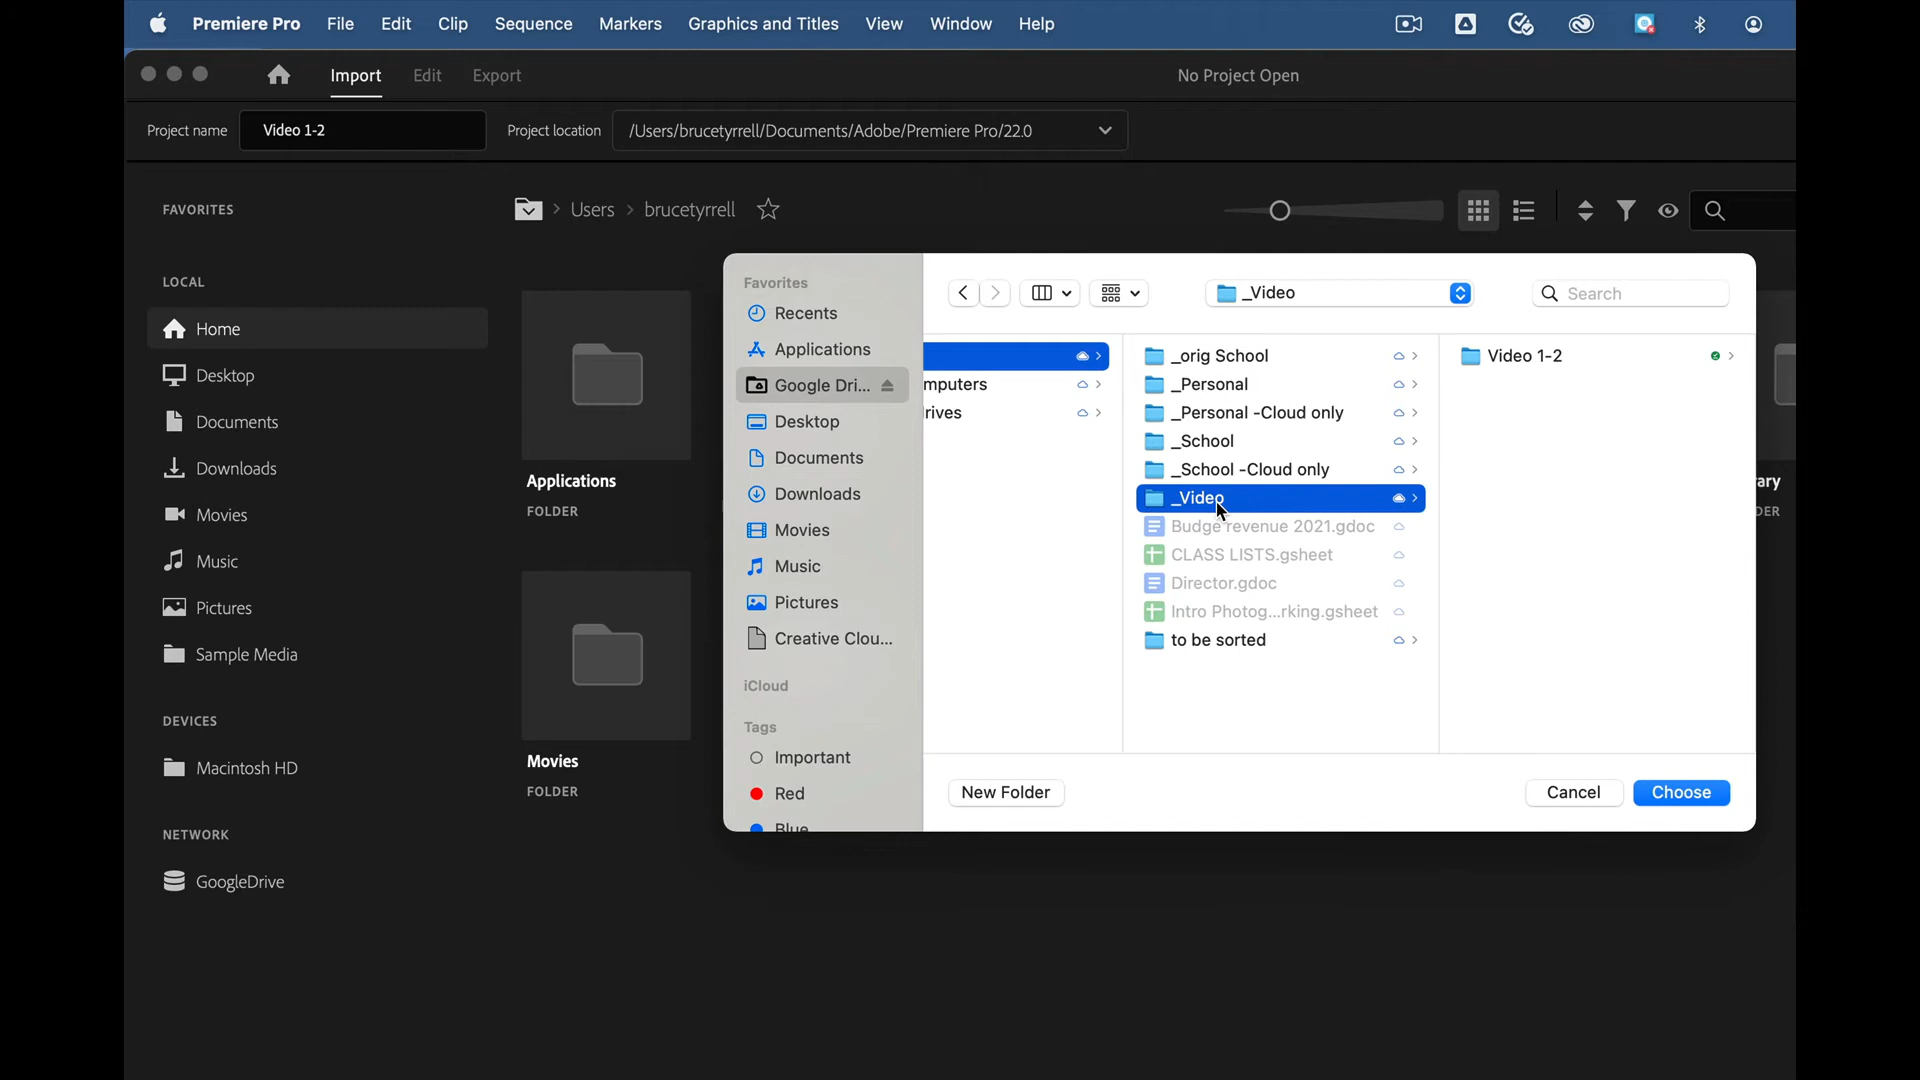 Premiere Pro File Edit Clip Sequence Markers Graphics and Titles View Window Help
Import Edit Export No Project Open
Project name Video 1-2 Project location /Users/brucetyrrell/Documents/Adobe/Premiere Pro/22.0
FAVORITES
Users brucetyrrell
LOCAL
Home
Desktop
Documents
Downloads
Movies
Music
Pictures
Sample Media
DEVICES
Macintosh HD
NETWORK
GoogleDrive
Applications
FOLDER
Movies
FOLDER
Favorites
Recents
Applications
Google Dri...
Desktop
Documents
Downloads
Movies
Music
Pictures
Creative Clou...
iCloud
Tags
Important
Red
Blue
_Video
Search
mputers
rives
_orig School
_Personal
_Personal -Cloud only
_School
_School -Cloud only
_Video
Budge revenue 2021.gdoc
CLASS LISTS.gsheet
Director.gdoc
Intro Photog...rking.gsheet
to be sorted
Video 1-2
New Folder Cancel Choose
ary
DER